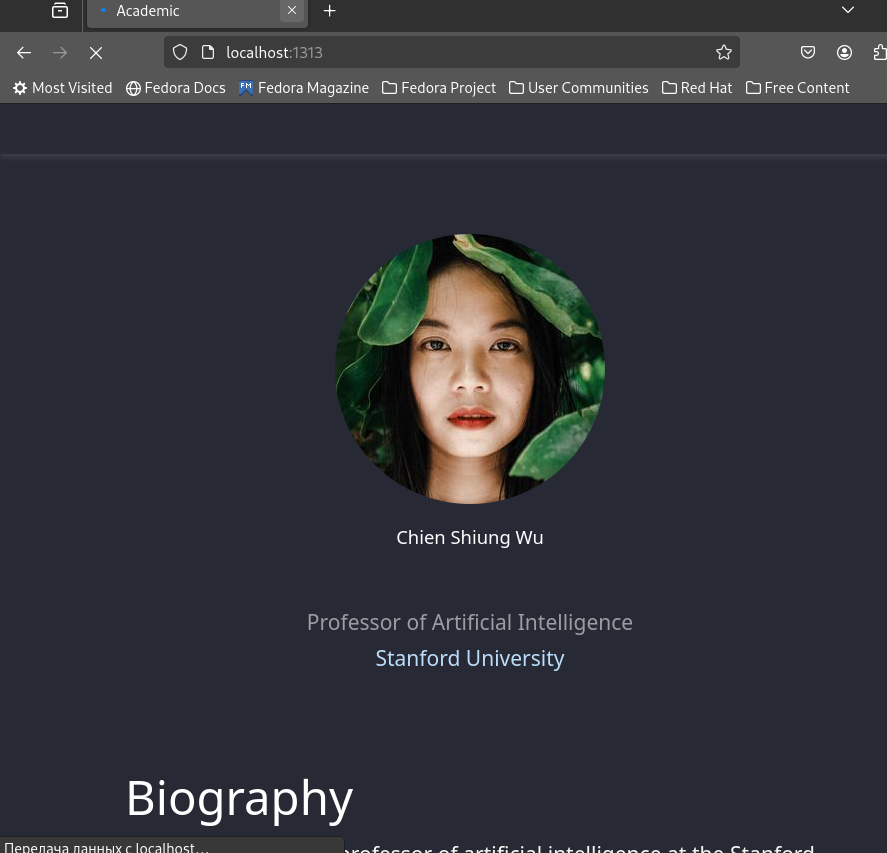 Academic
localhost:1313
Most Visited Fedora Docs Fedora Magazine Fedora Project User Communities Red Hat Free Content
Chien Shiung Wu
Professor of Artificial Intelligence
Stanford University
Biography
professor of artificial intelligence at the Stanford
Передача данных с localhost…